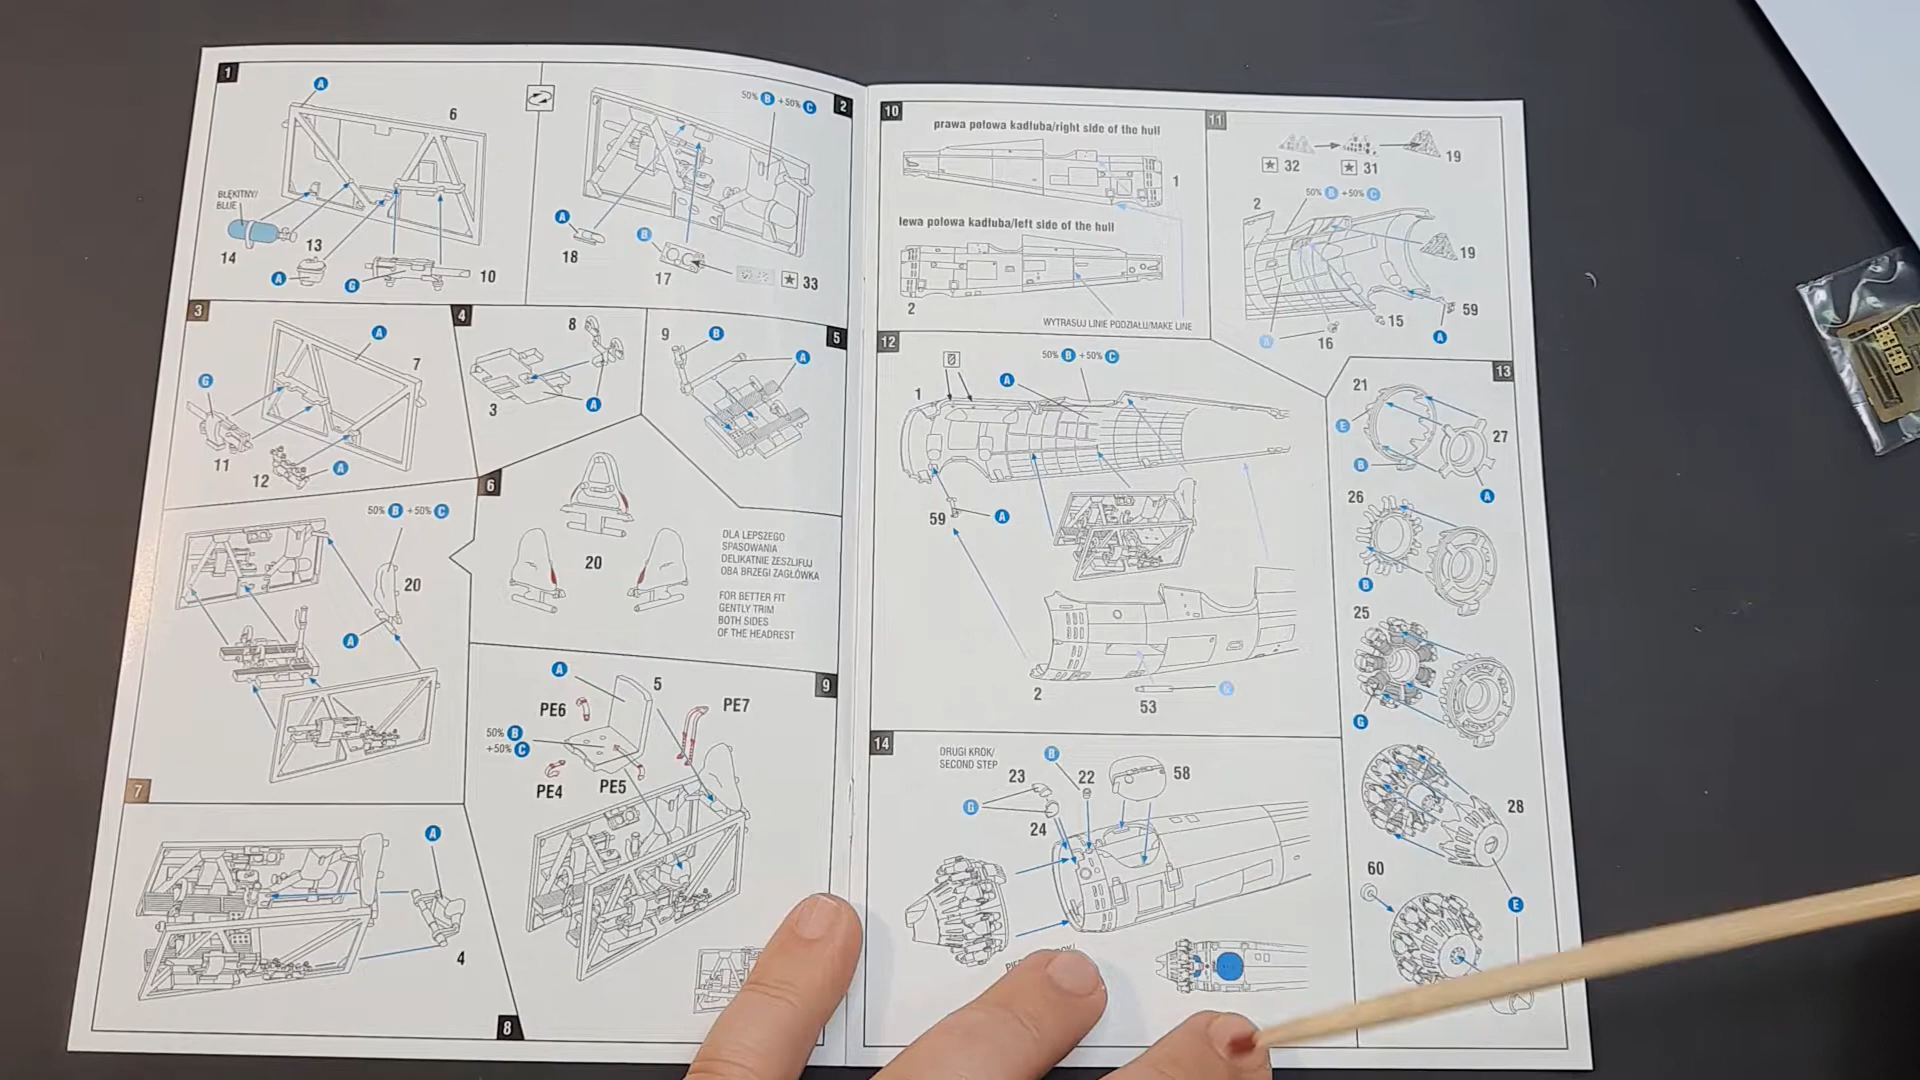 1
A
6
BŁĘKITNY/
BLUE
14
13
A
G
10
2
50% B +50% C
A
18
B
17
33
3
A
7
G
11
12
A
4
8
3
A
5
9
B
A
50% B +50% C
20
A
7
6
20
DLA LEPSZEGO
SPASOWANIA
DELIKATNIE ZESZLIFUJ
OBA BRZEGI ZAGŁÓWKA
FOR BETTER FIT
GENTLY TRIM
BOTH SIDES
OF THE HEADREST
A
4
8
9
A
5
PE6
PE7
50% B
+50% C
PE4
PE5
10
prawa połowa kadłuba/right side of the hull
1
lewa połowa kadłuba/left side of the hull
2
WYTRASUJ LINIE PODZIAŁU/MAKE LINE
11
32
31
19
50% B +50% C
2
19
59
15
A
16
A
12
50% B +50% C
A
1
59
A
2
53
G
13
21
E
27
B
A
26
B
25
G
28
60
E
14
DRUGI KROK/
SECOND STEP
B
23
22
58
G
24